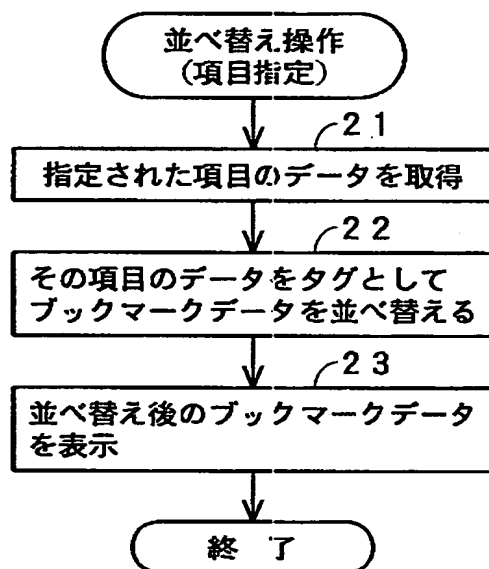 並べ替え操作
(項目指定)
21
指定された項目のデータを取得
22
その項目のデータをタグとして
ブックマークデータを並べ替える
23
並べ替え後のブックマークデータ
を表示
終 了